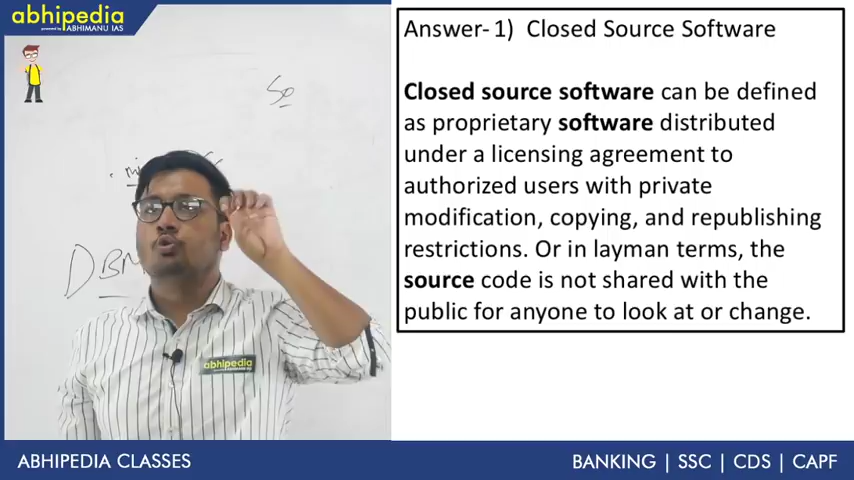 abhipedia
powered by ABHIMANU IAS
Answer- 1) Closed Source Software
Closed source software can be defined
as proprietary software distributed
under a licensing agreement to
authorized users with private
modification, copying, and republishing
restrictions. Or in layman terms, the
source code is not shared with the
public for anyone to look at or change.
abhipedia
ABHIPEDIA CLASSES
BANKING | SSC | CDS | CAPF